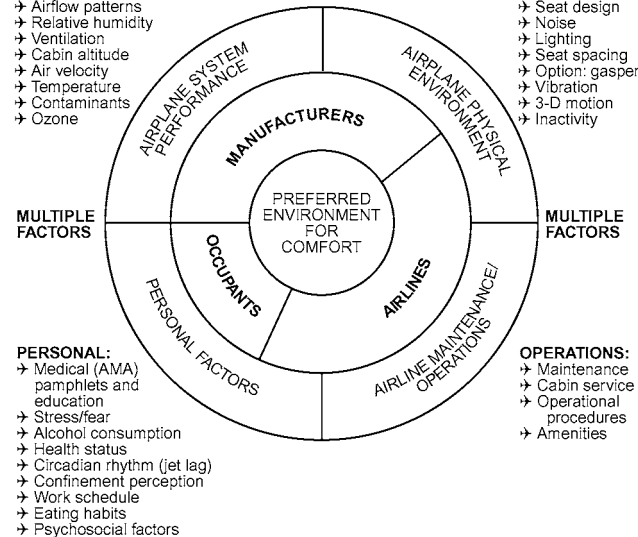 ✈ Airflow patterns
✈ Relative humidity
✈ Ventilation
✈ Cabin altitude
✈ Air velocity
✈ Temperature
✈ Contaminants
✈ Ozone
✈ Seat design
✈ Noise
✈ Lighting
✈ Seat spacing
✈ Option: gasper
✈ Vibration
✈ 3-D motion
✈ Inactivity
AIRPLANE SYSTEM
PERFORMANCE
AIRPLANE PHYSICAL
ENVIRONMENT
MANUFACTURERS
PREFERRED
ENVIRONMENT
FOR
COMFORT
MULTIPLE
FACTORS
MULTIPLE
FACTORS
OCCUPANTS
AIRLINES
PERSONAL FACTORS
AIRLINE MAINTENANCE/
OPERATIONS
PERSONAL:
✈ Medical (AMA)
pamphlets and
education
✈ Stress/fear
✈ Alcohol consumption
✈ Health status
✈ Circadian rhythm (jet lag)
✈ Confinement perception
✈ Work schedule
✈ Eating habits
✈ Psychosocial factors
OPERATIONS:
✈ Maintenance
✈ Cabin service
✈ Operational
procedures
✈ Amenities